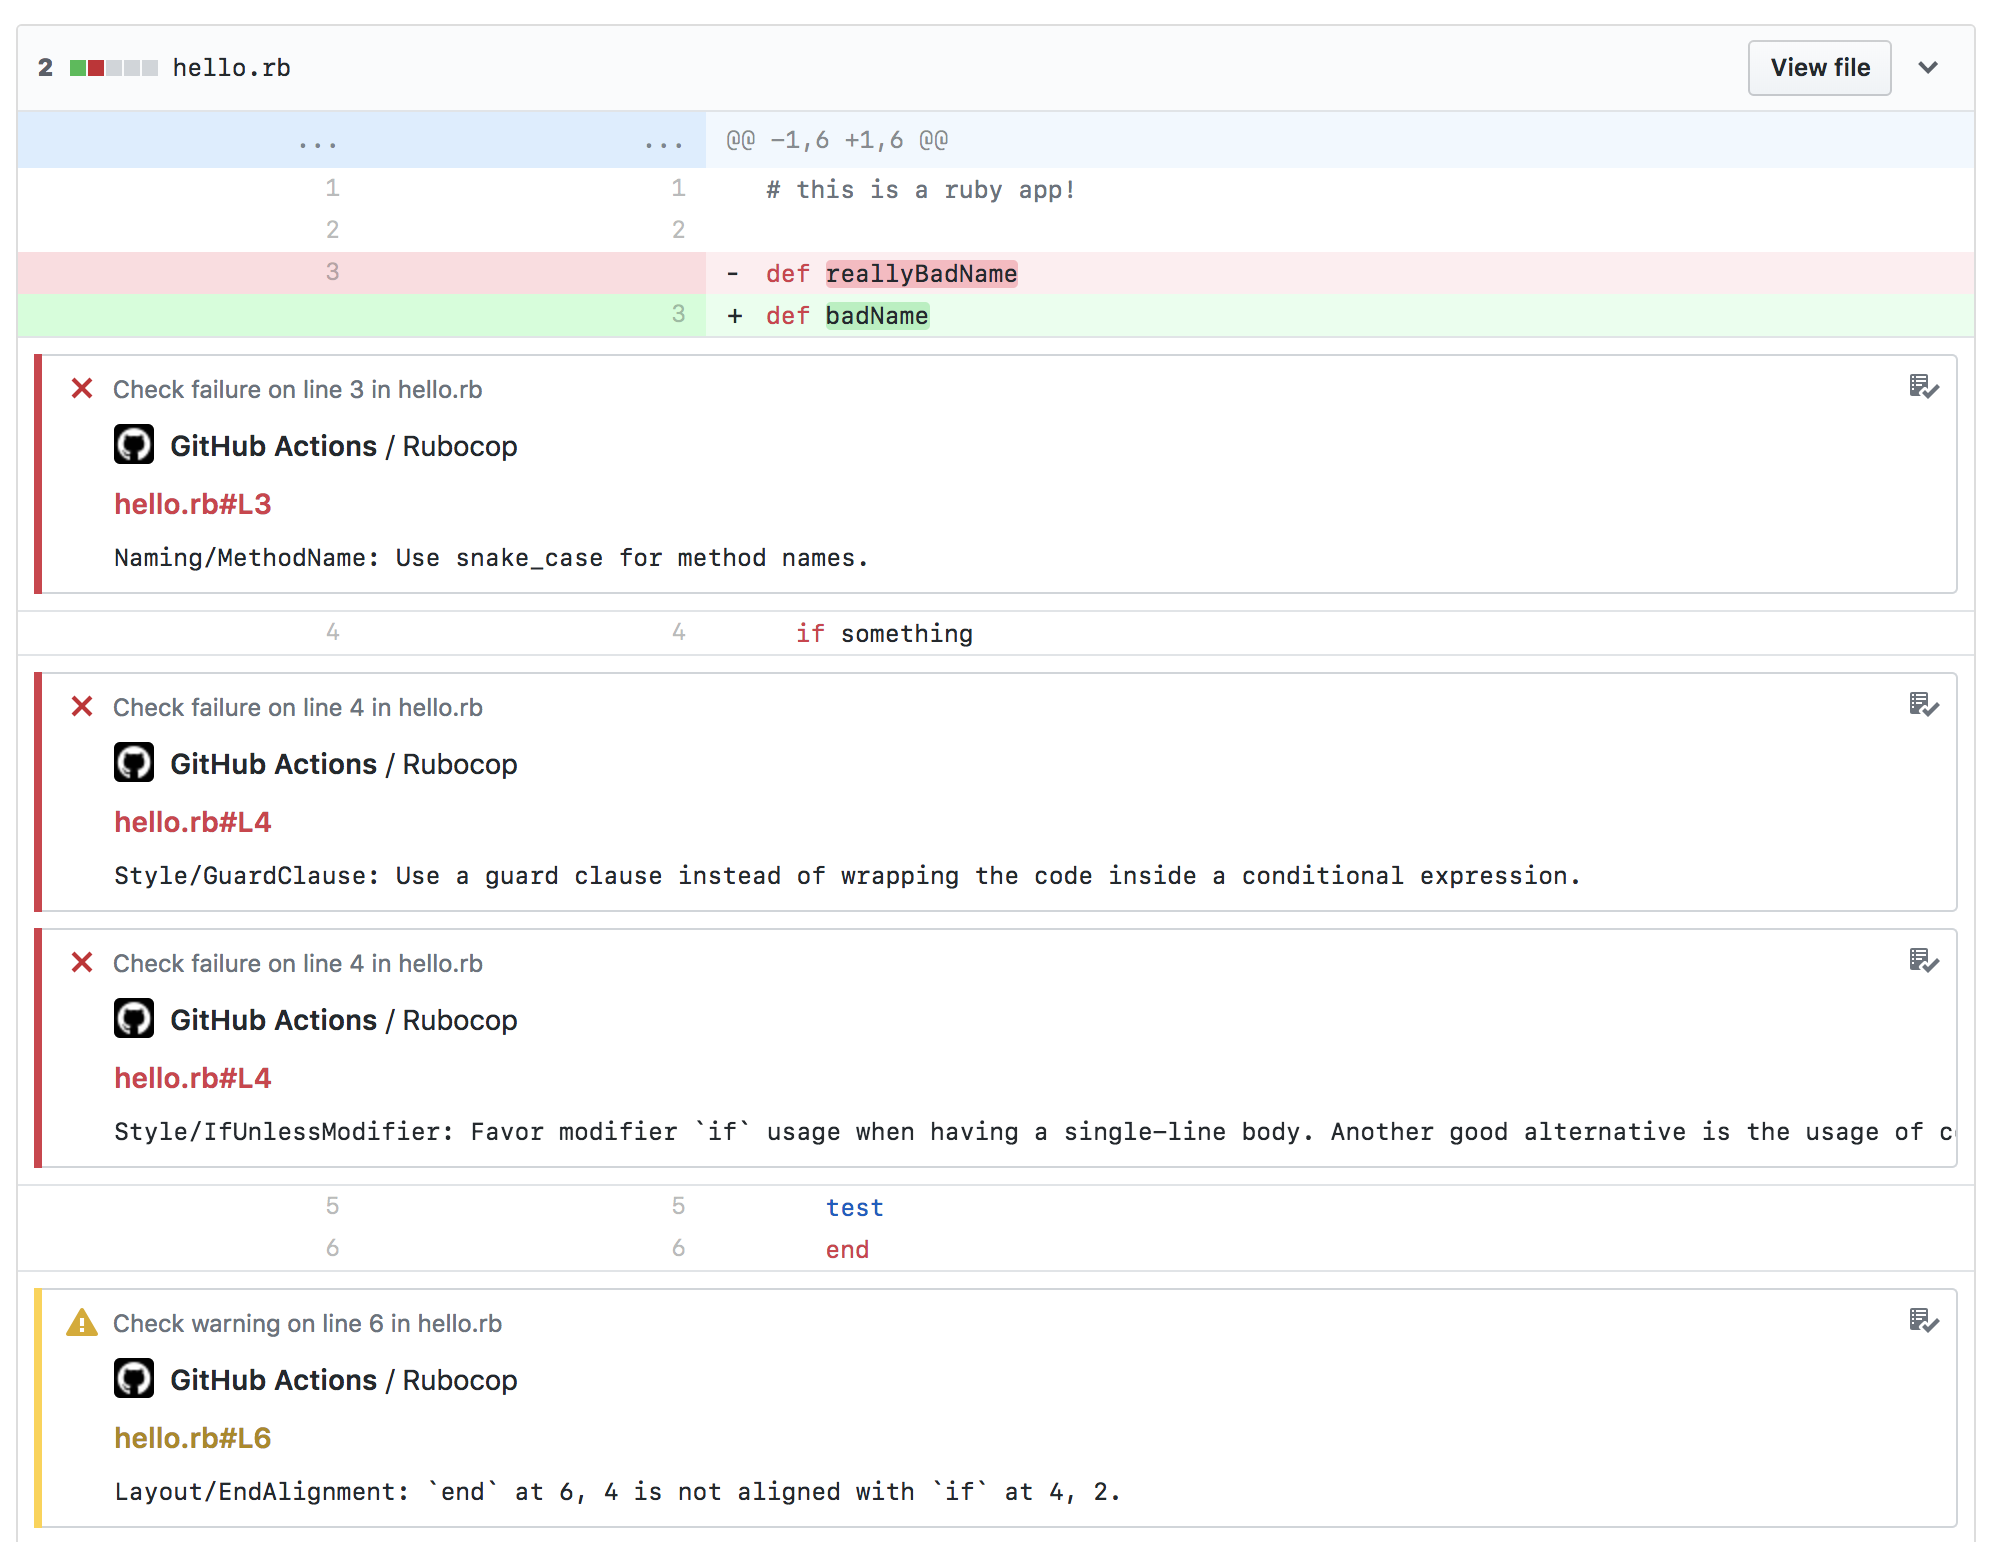 2 hello.rb View file
... ... @@ -1,6 +1,6 @@
1 1 # this is a ruby app!
2 2
3 - def reallyBadName
3 + def badName
Check failure on line 3 in hello.rb
GitHub Actions / Rubocop
hello.rb#L3
Naming/MethodName: Use snake_case for method names.
4 4 if something
Check failure on line 4 in hello.rb
GitHub Actions / Rubocop
hello.rb#L4
Style/GuardClause: Use a guard clause instead of wrapping the code inside a conditional expression.
Check failure on line 4 in hello.rb
GitHub Actions / Rubocop
hello.rb#L4
Style/IfUnlessModifier: Favor modifier `if` usage when having a single-line body. Another good alternative is the usage of
5 5 test
6 6 end
Check warning on line 6 in hello.rb
GitHub Actions / Rubocop
hello.rb#L6
Layout/EndAlignment: `end` at 6, 4 is not aligned with `if` at 4, 2.